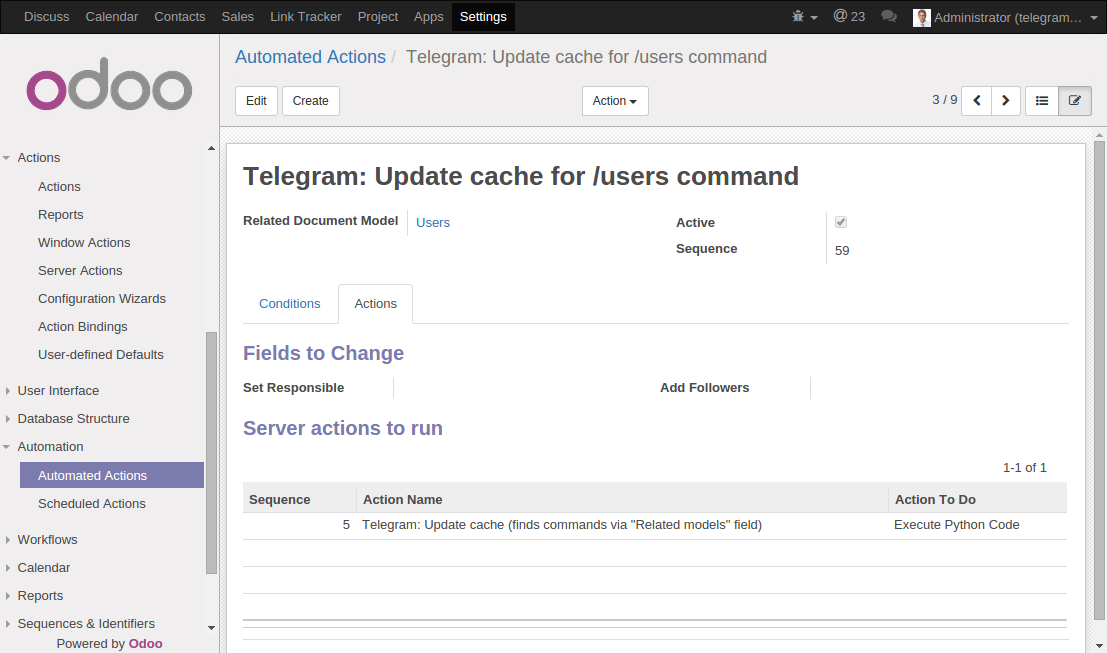 Discuss Calendar Contacts Sales Link Tracker Project Apps Settings @ 23 Administrator (telegram...
odoo
Automated Actions / Telegram: Update cache for /users command
Edit Create Action 3 / 9
Actions
Actions
Reports
Window Actions
Server Actions
Configuration Wizards
Action Bindings
User-defined Defaults
User Interface
Database Structure
Automation
Automated Actions
Scheduled Actions
Workflows
Calendar
Reports
Sequences & Identifiers
Powered by Odoo
Telegram: Update cache for /users command
Related Document Model Users
Active
Sequence 59
Conditions Actions
Fields to Change
Set Responsible Add Followers
Server actions to run
1-1 of 1
Sequence Action Name Action To Do
5 Telegram: Update cache (finds commands via "Related models" field) Execute Python Code